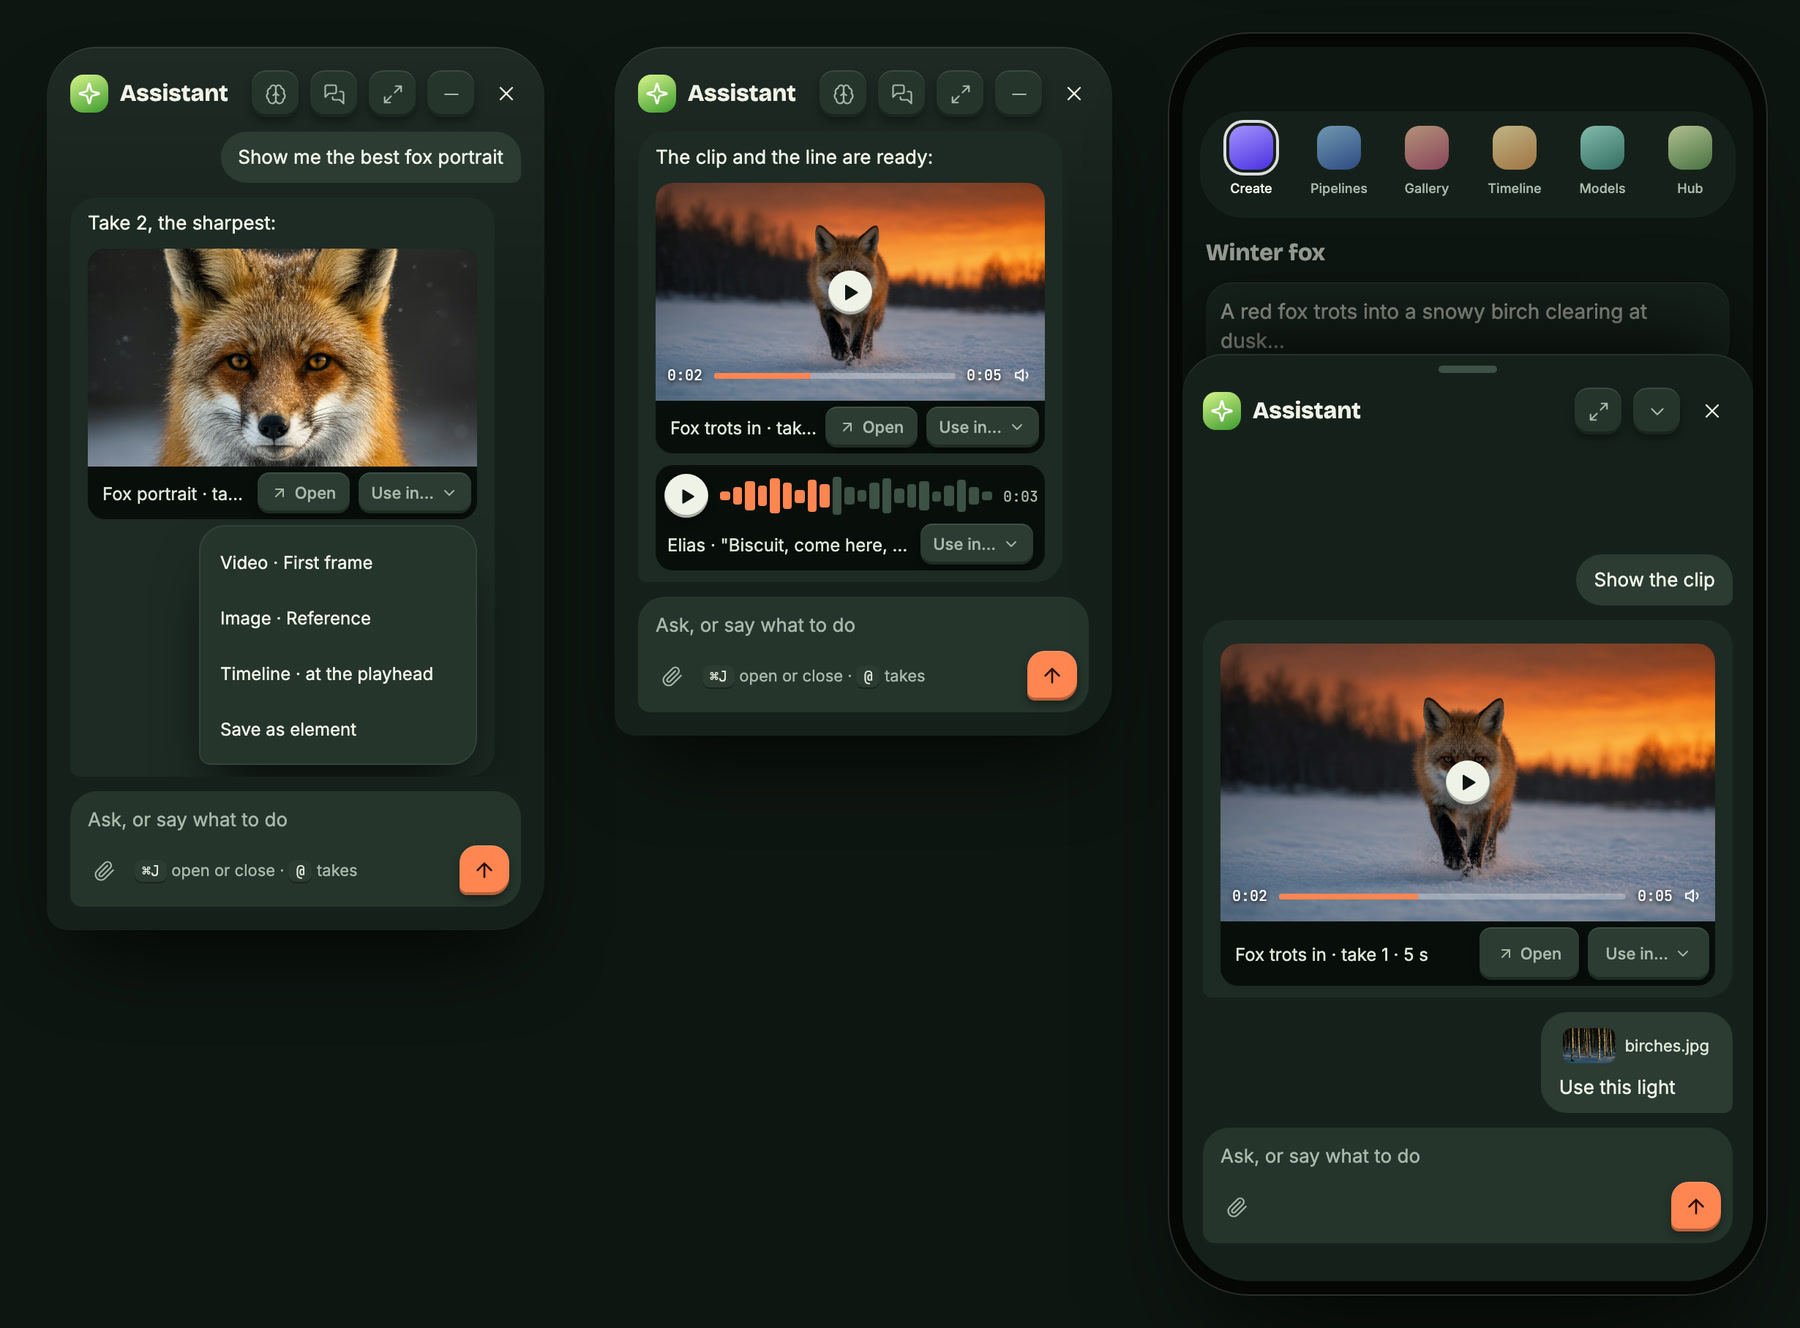 Assistant
Show me the best fox portrait
Take 2, the sharpest:
Fox portrait · ta...
Open
Use in...
Video · First frame
Image · Reference
Timeline · at the playhead
Save as element
Ask, or say what to do
⌘J open or close · @ takes
Assistant
The clip and the line are ready:
0:02
0:05
Fox trots in · tak...
Open
Use in...
0:03
Elias · "Biscuit, come here, ...
Use in...
Ask, or say what to do
⌘J open or close · @ takes
Create
Pipelines
Gallery
Timeline
Models
Hub
Winter fox
A red fox trots into a snowy birch clearing at
dusk...
Assistant
Show the clip
0:02
0:05
Fox trots in · take 1 · 5 s
Open
Use in...
birches.jpg
Use this light
Ask, or say what to do